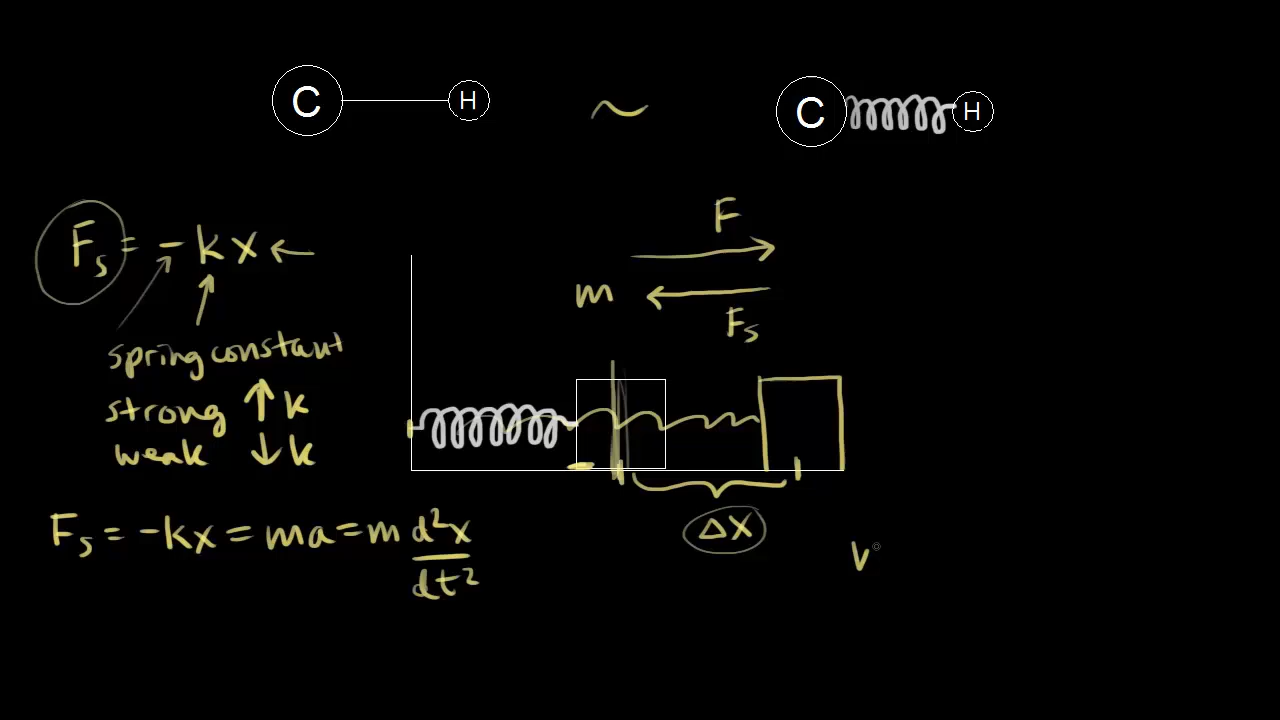 C H ~ C H
F
Fs = -kx ←
m
Fs
spring constant
strong ↑ k
weak ↓ k
Fs = -kx = ma = m d²x/dt²
Δx
V